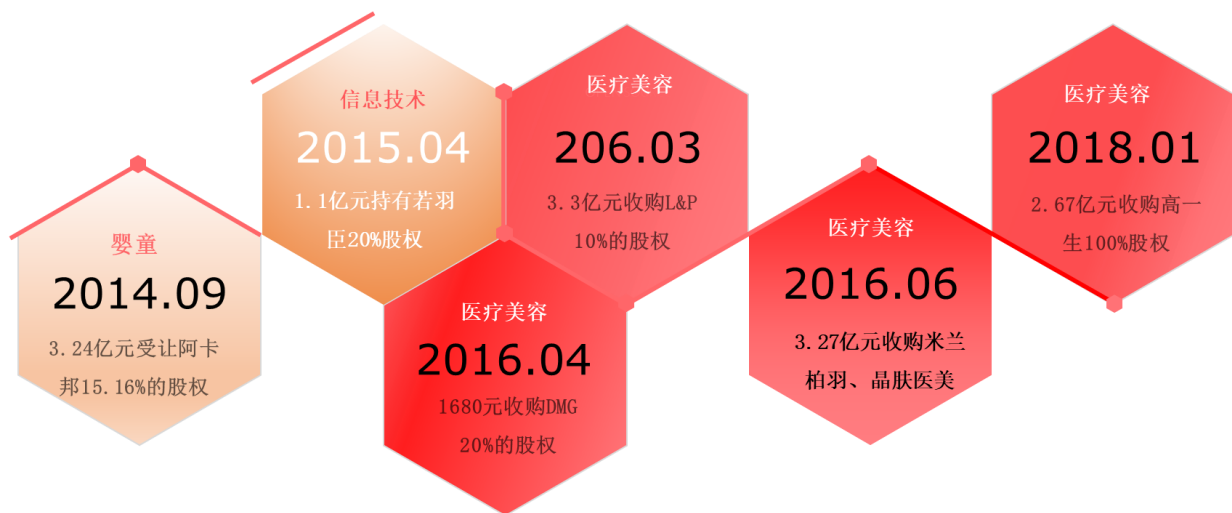 婴童
2014.09
3.24亿元受让阿卡
邦15.16%的股权
信息技术
2015.04
1.1亿元持有若羽
臣20%股权
医疗美容
206.03
3.3亿元收购L&P
10%的股权
医疗美容
2016.04
1680元收购DMG
20%的股权
医疗美容
2016.06
3.27亿元收购米兰
柏羽、晶肤医美
医疗美容
2018.01
2.67亿元收购高一
生100%股权